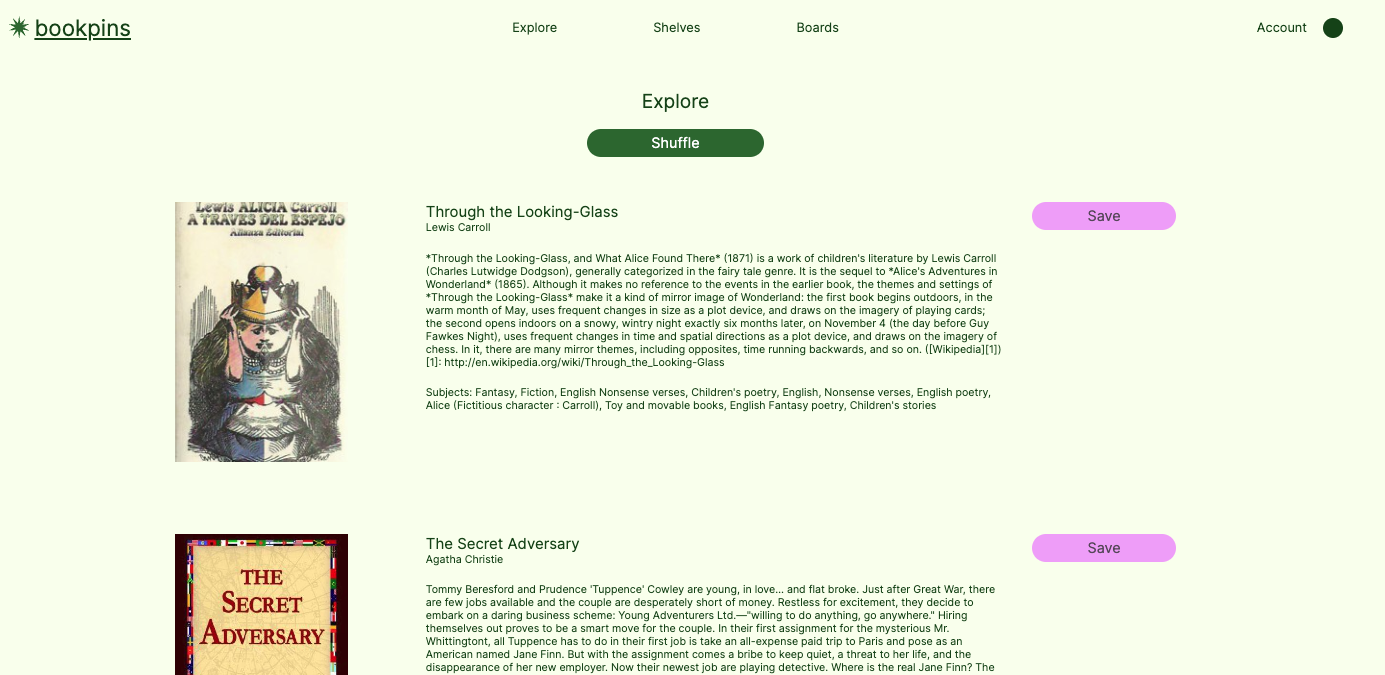 bookpins
Explore
Shelves
Boards
Account
Explore
Shuffle
Lewis ALICIA Carroll
A TRAVES DEL ESPEJO
Alianza Editorial
Through the Looking-Glass
Lewis Carroll
Save
*Through the Looking-Glass, and What Alice Found There* (1871) is a work of children's literature by Lewis Carroll
(Charles Lutwidge Dodgson), generally categorized in the fairy tale genre. It is the sequel to *Alice's Adventures in
Wonderland* (1865). Although it makes no reference to the events in the earlier book, the themes and settings of
*Through the Looking-Glass* make it a kind of mirror image of Wonderland: the first book begins outdoors, in the
warm month of May, uses frequent changes in size as a plot device, and draws on the imagery of playing cards;
the second opens indoors on a snowy, wintry night exactly six months later, on November 4 (the day before Guy
Fawkes Night), uses frequent changes in time and spatial directions as a plot device, and draws on the imagery of
chess. In it, there are many mirror themes, including opposites, time running backwards, and so on. ([Wikipedia][1])
[1]: http://en.wikipedia.org/wiki/Through_the_Looking-Glass
Subjects: Fantasy, Fiction, English Nonsense verses, Children's poetry, English, Nonsense verses, English poetry,
Alice (Fictitious character : Carroll), Toy and movable books, English Fantasy poetry, Children's stories
THE
SECRET
ADVERSARY
The Secret Adversary
Agatha Christie
Save
Tommy Beresford and Prudence 'Tuppence' Cowley are young, in love… and flat broke. Just after Great War, there
are few jobs available and the couple are desperately short of money. Restless for excitement, they decide to
embark on a daring business scheme: Young Adventurers Ltd.—"willing to do anything, go anywhere." Hiring
themselves out proves to be a smart move for the couple. In their first assignment for the mysterious Mr.
Whittingtont, all Tuppence has to do in their first job is take an all-expense paid trip to Paris and pose as an
American named Jane Finn. But with the assignment comes a bribe to keep quiet, a threat to her life, and the
disappearance of her new employer. Now their newest job are playing detective. Where is the real Jane Finn? The